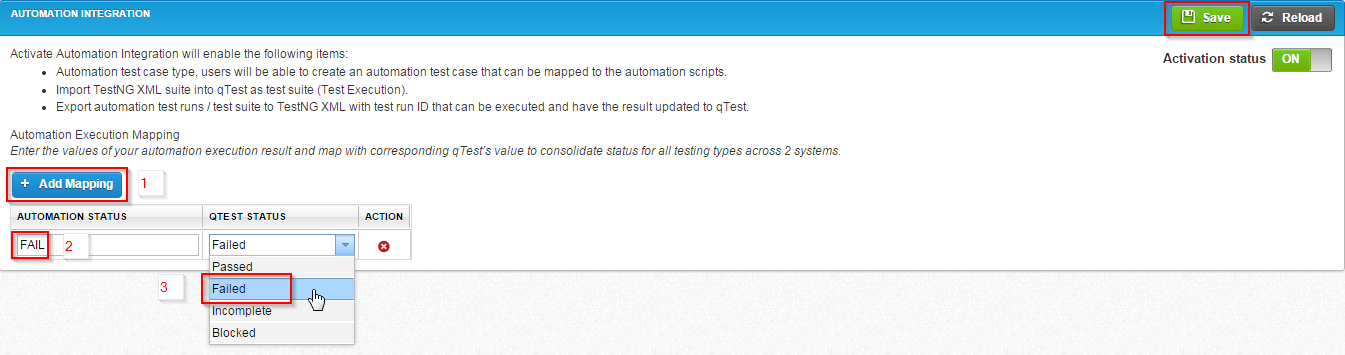 AUTOMATION INTEGRATION
Save
Reload
Activate Automation Integration will enable the following items:
Activation status ON
• Automation test case type, users will be able to create an automation test case that can be mapped to the automation scripts.
• Import TestNG XML suite into qTest as test suite (Test Execution).
• Export automation test runs / test suite to TestNG XML with test run ID that can be executed and have the result updated to qTest.
Automation Execution Mapping
Enter the values of your automation execution result and map with corresponding qTest's value to consolidate status for all testing types across 2 systems.
+ Add Mapping 1
AUTOMATION STATUS QTEST STATUS ACTION
FAIL 2 Failed
Passed
3 Failed
Incomplete
Blocked